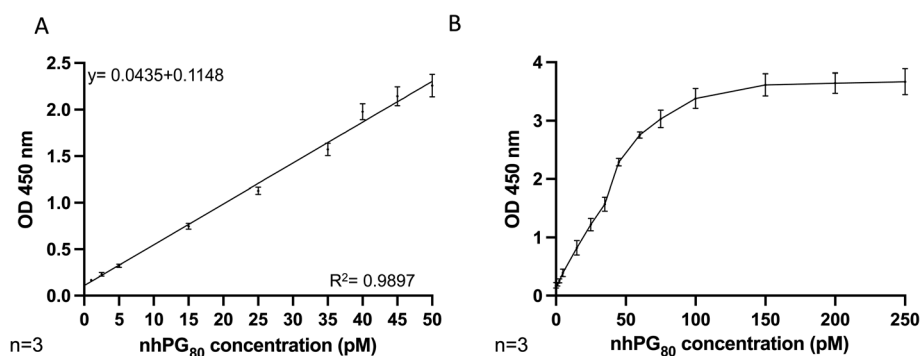 A
y= 0.0435+0.1148
2.5
2.0
1.5
1.0
0.5
0.0
OD 450 nm
R²= 0.9897
0 5 10 15 20 25 30 35 40 45 50
nhPG₈₀ concentration (pM)
n=3
B
4
3
2
1
0
OD 450 nm
0 50 100 150 200 250
nhPG₈₀ concentration (pM)
n=3